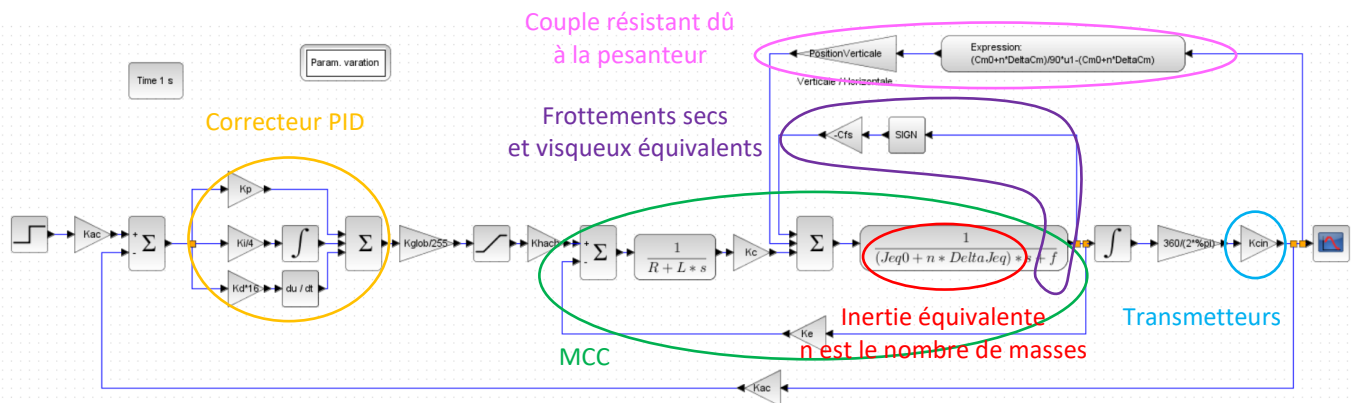 Couple résistant dû
à la pesanteur
PositionVerticale
Expression:
(Cm0+n*DeltaCm)/90*u1-(Cm0+n*DeltaCm)
Verticale / Horizontale
Time 1 s
Param. varation
Correcteur PID
Frottements secs
et visqueux équivalents
-Cfs
SIGN
Kp
Kac
+
-
Σ
Ki/4
∫
Σ
Kglob/255
Khach
+
-
Σ
1
R + L * s
Kc
Σ
1
(Jeq0 + n * DeltaJeq) * s + f
∫
360/(2*%pi)
Kcin
Kd*16
du / dt
Ke
Inertie équivalente
n est le nombre de masses
Transmetteurs
MCC
Kac